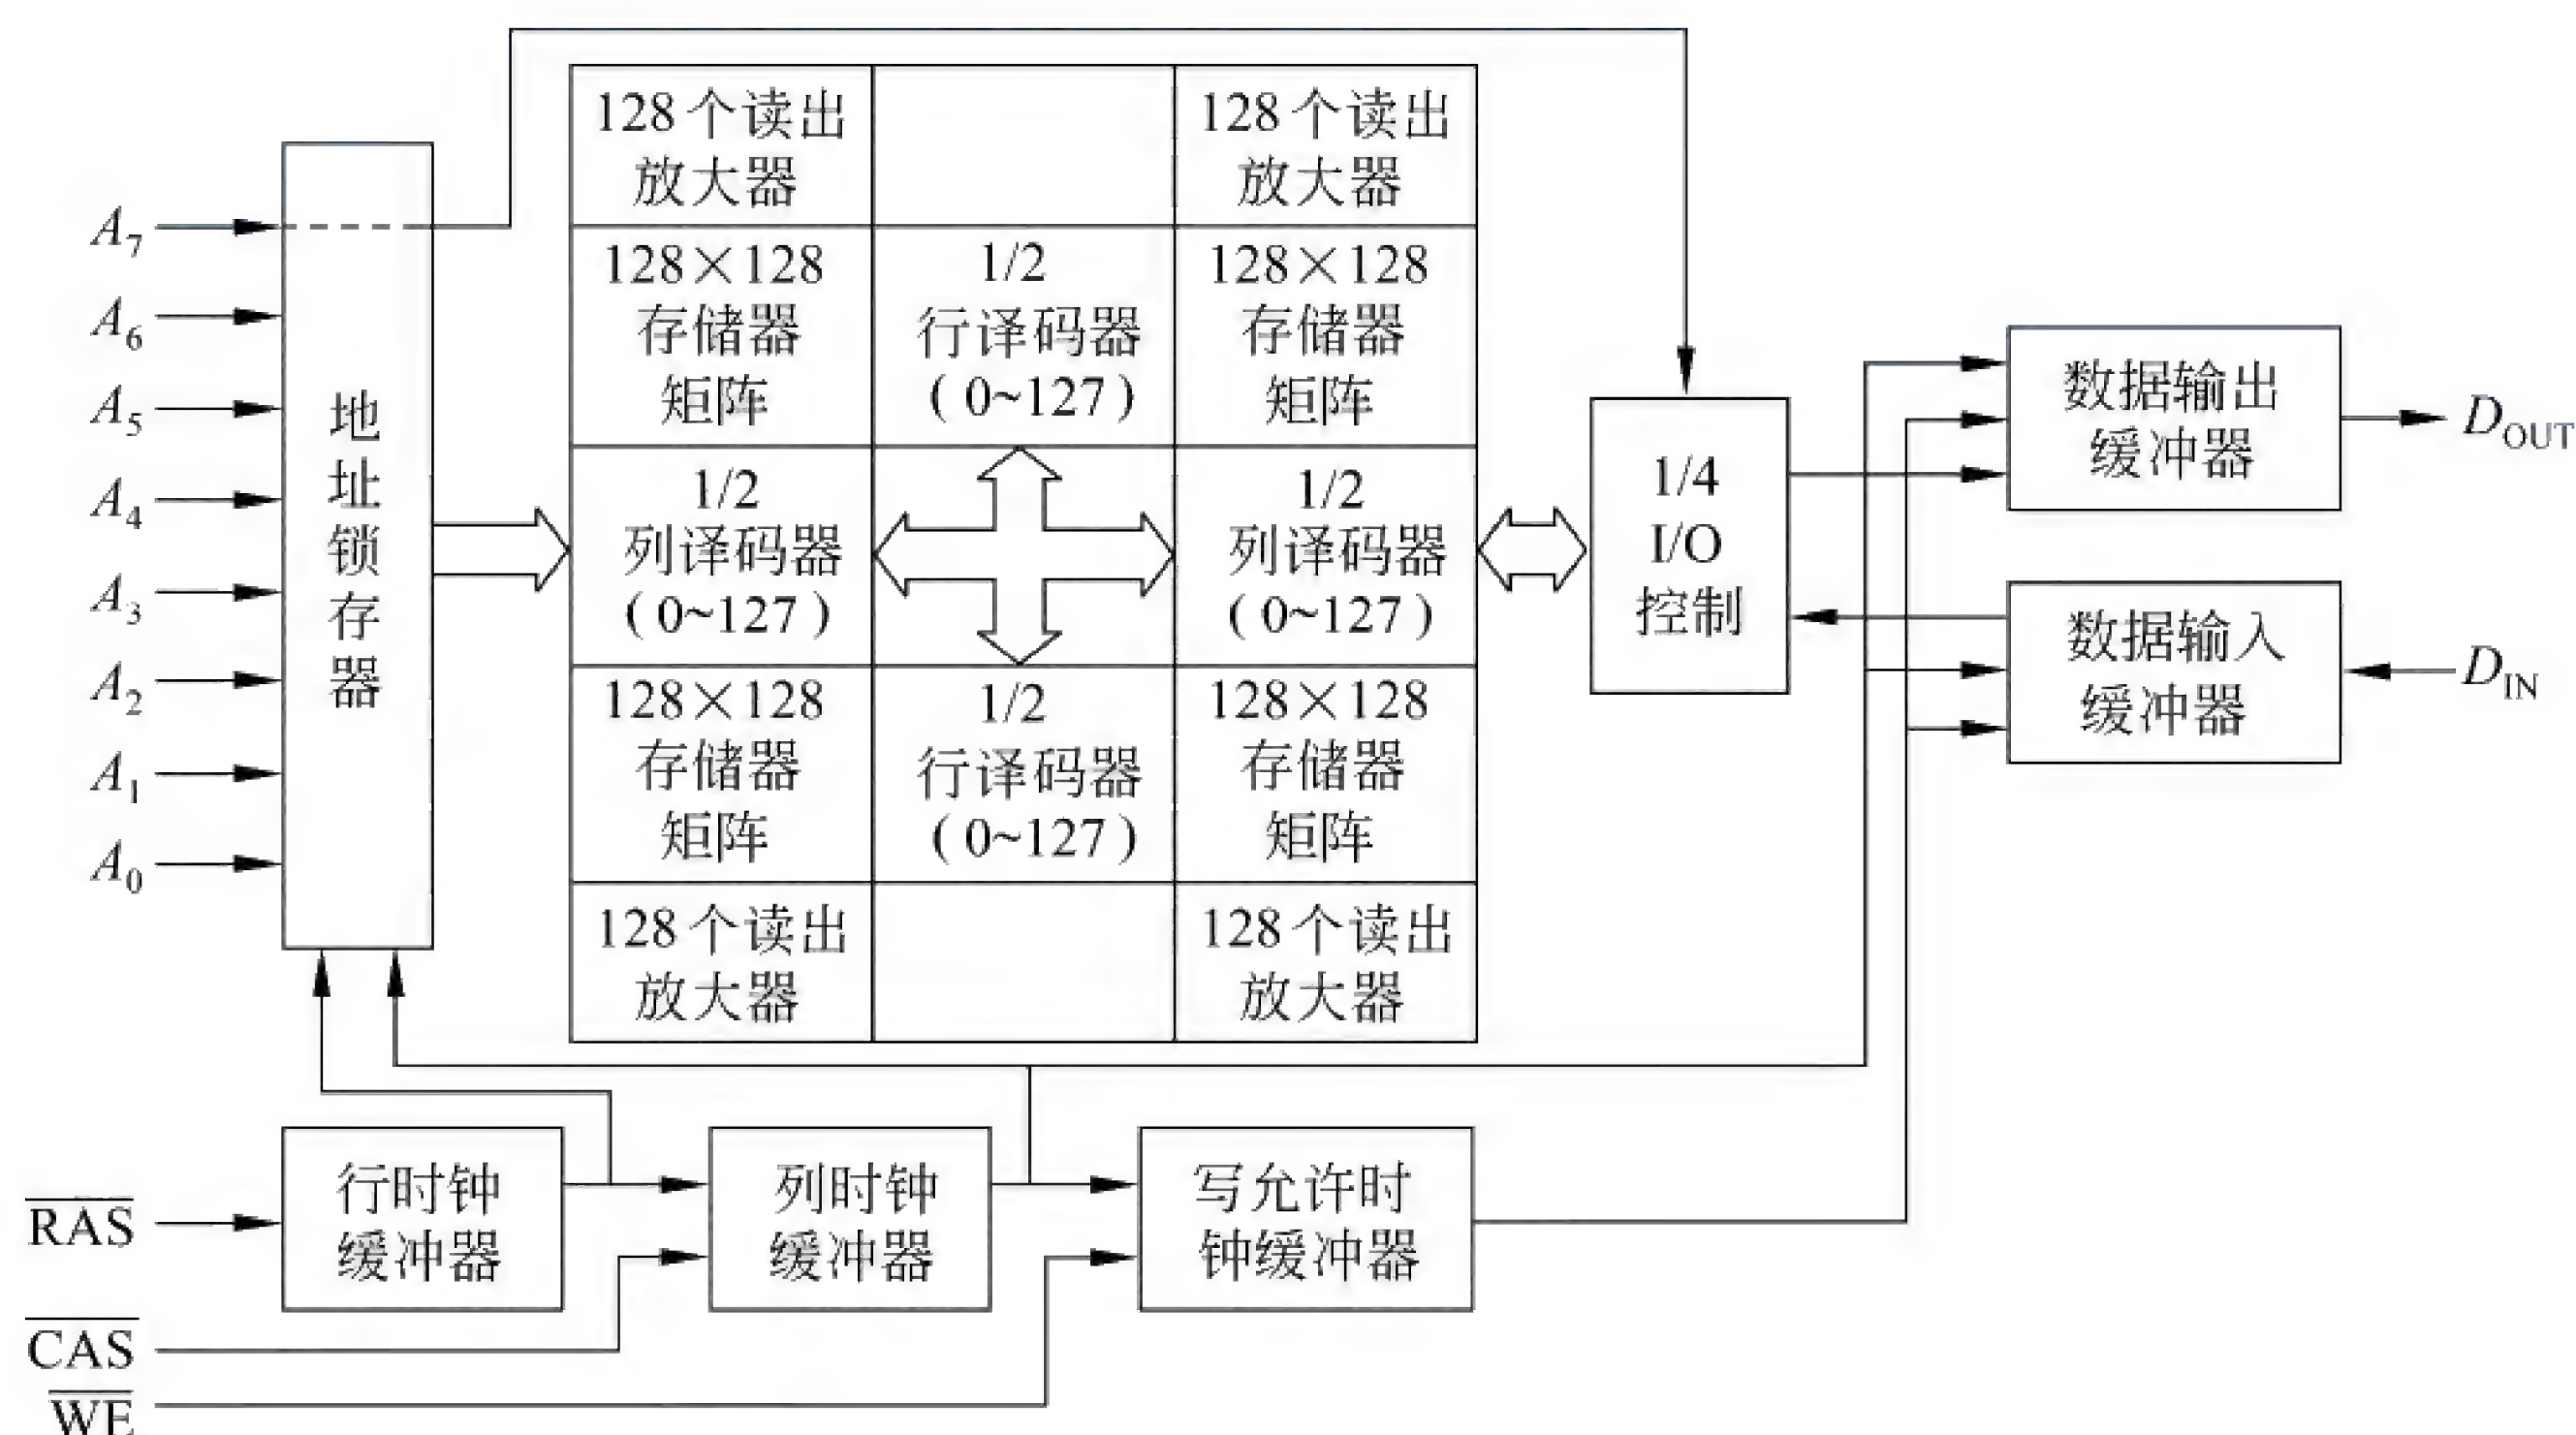 A7
A6
A5
A4
A3
A2
A1
A0
地
址
锁
存
器
128个读出
放大器
128个读出
放大器
128×128
存储器
矩阵
1/2
行译码器
(0~127)
128×128
存储器
矩阵
1/2
列译码器
(0~127)
1/2
列译码器
(0~127)
128×128
存储器
矩阵
1/2
行译码器
(0~127)
128×128
存储器
矩阵
128个读出
放大器
128个读出
放大器
1/4
I/O
控制
数据输出
缓冲器
DOUT
数据输入
缓冲器
DIN
RAS
CAS
WE
行时钟
缓冲器
列时钟
缓冲器
写允许时
钟缓冲器